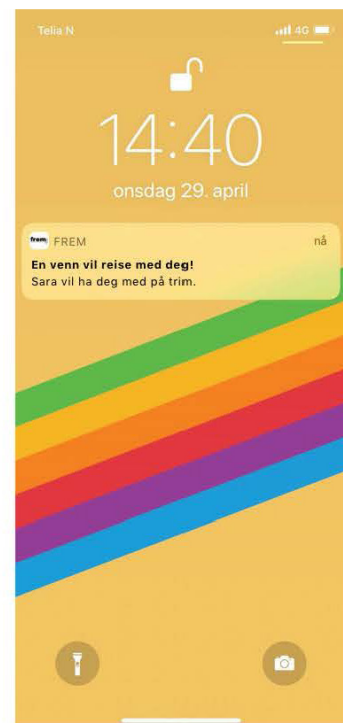 Telia N
4G
14:40
onsdag 29. april
frem
FREM
nå
En venn vil reise med deg!
Sara vil ha deg med på trim.